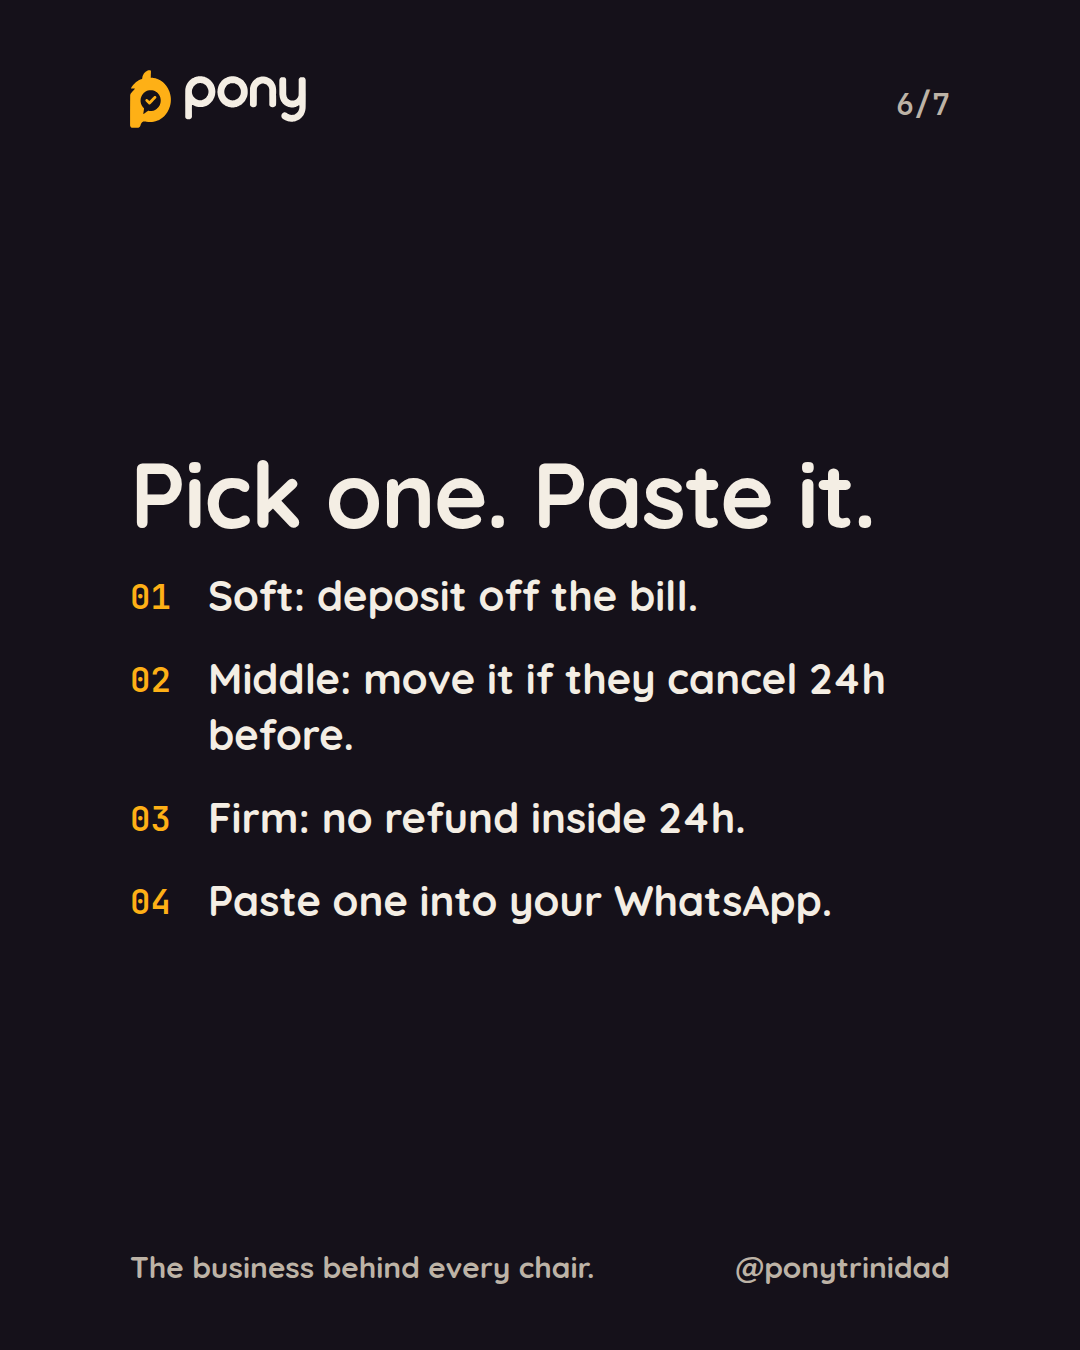 pony
6/7
Pick one. Paste it.
01 Soft: deposit off the bill.
02 Middle: move it if they cancel 24h
before.
03 Firm: no refund inside 24h.
04 Paste one into your WhatsApp.
The business behind every chair.
@ponytrinidad